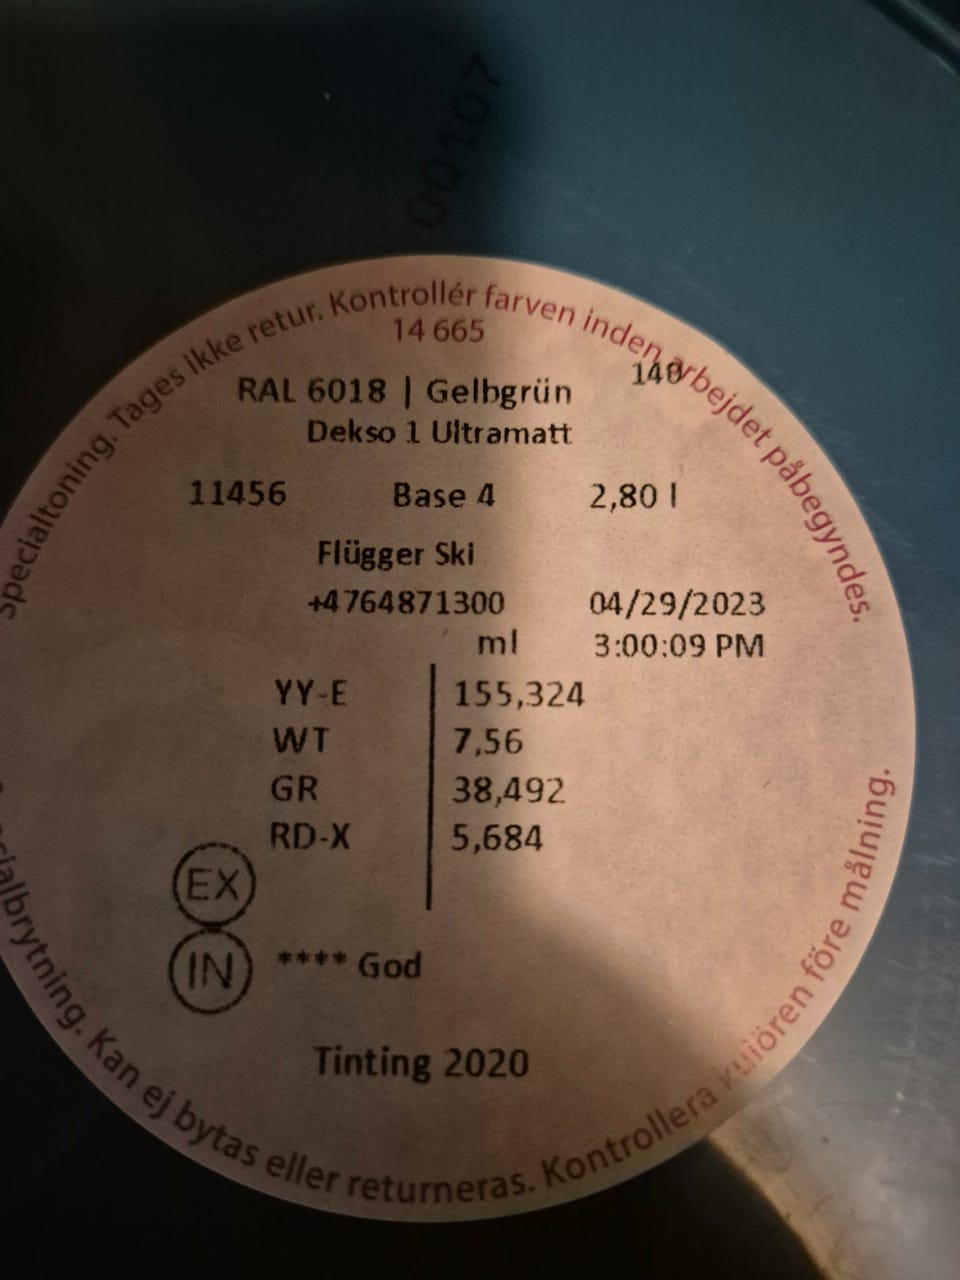 00107
Specialtoning. Tages ikke retur. Kontrollér farven inden arbejdet påbegyndes.
14 665
140
RAL 6018 | Gelbgrün
Dekso 1 Ultramatt
11456 Base 4 2,80 l
Flügger Ski
+4764871300 04/29/2023
ml 3:00:09 PM
YY-E 155,324
WT 7,56
GR 38,492
RD-X 5,684
EX
IN **** God
Tinting 2020
Kan ej bytas eller returneras. Kontrollera kulören före målning.